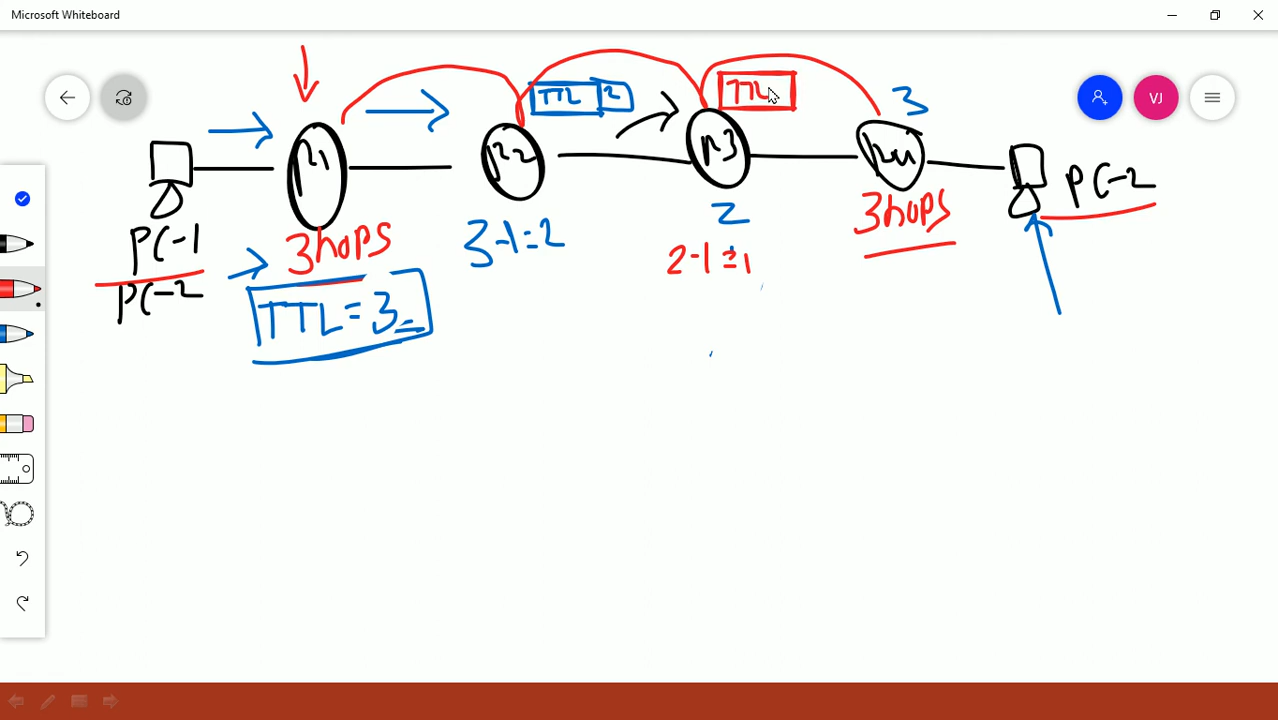 Microsoft Whiteboard
VJ
TTL 2
TTL
3
R1
R2
R3
R4
PC-2
PC-1
PC-2
3hops
3-1=2
2
2-1=1
3hops
TTL=3